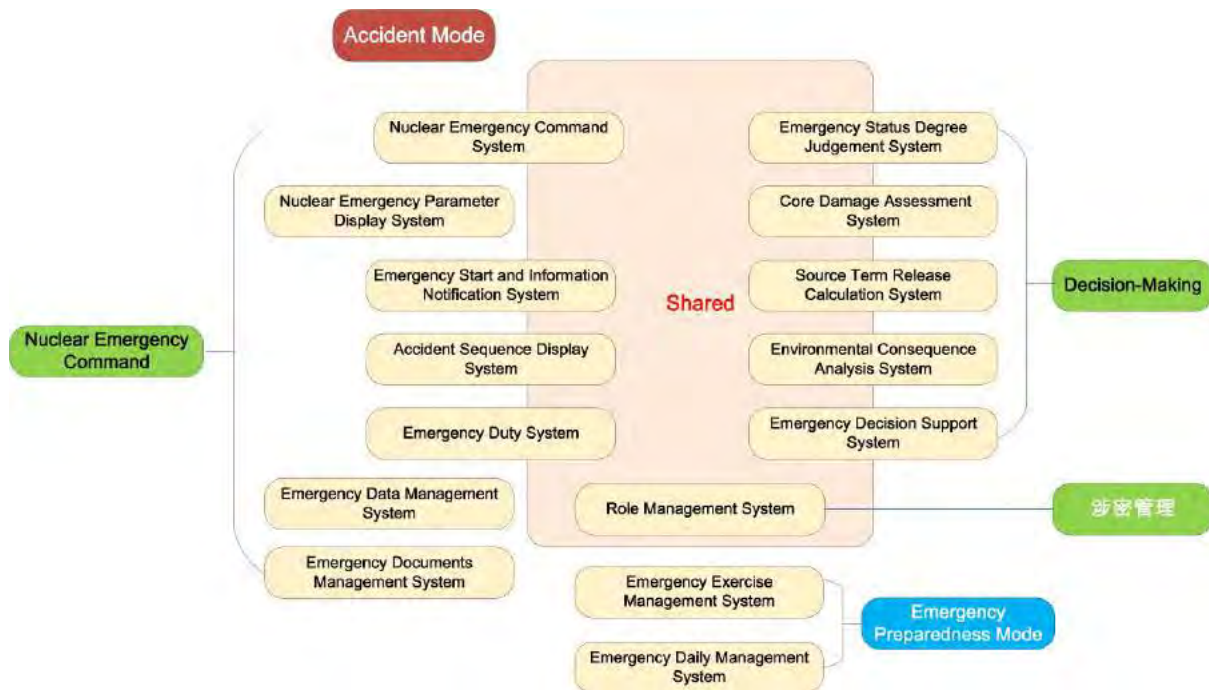 Accident Mode
Nuclear Emergency Command
System
Emergency Status Degree
Judgement System
Nuclear Emergency Parameter
Display System
Core Damage Assessment
System
Emergency Start and Information
Notification System
Shared
Source Term Release
Calculation System
Decision-Making
Nuclear Emergency
Command
Accident Sequence Display
System
Environmental Consequence
Analysis System
Emergency Duty System
Emergency Decision Support
System
Emergency Data Management
System
Role Management System
涉密管理
Emergency Documents
Management System
Emergency Exercise
Management System
Emergency
Preparedness Mode
Emergency Daily Management
System